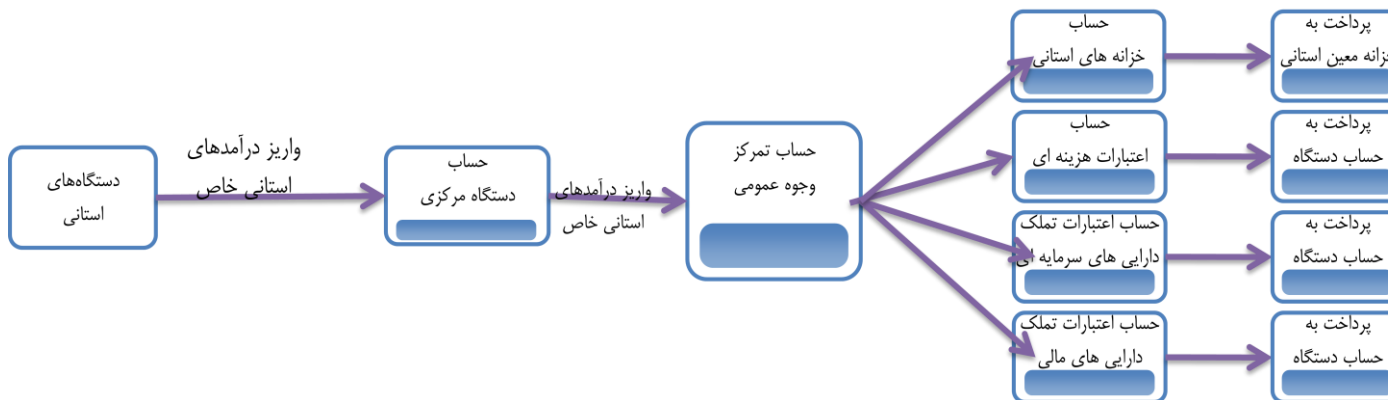 دستگاه‌های
استانی
واریز درآمدهای
استانی خاص
حساب
دستگاه مرکزی
واریز درآمدهای
استانی خاص
حساب تمرکز
وجوه عمومی
حساب
خزانه های استانی
پرداخت به
خزانه معین استانی
حساب
اعتبارات هزینه ای
پرداخت به
حساب دستگاه
حساب اعتبارات تملک
دارایی های سرمایه ای
پرداخت به
حساب دستگاه
حساب اعتبارات تملک
دارایی های مالی
پرداخت به
حساب دستگاه